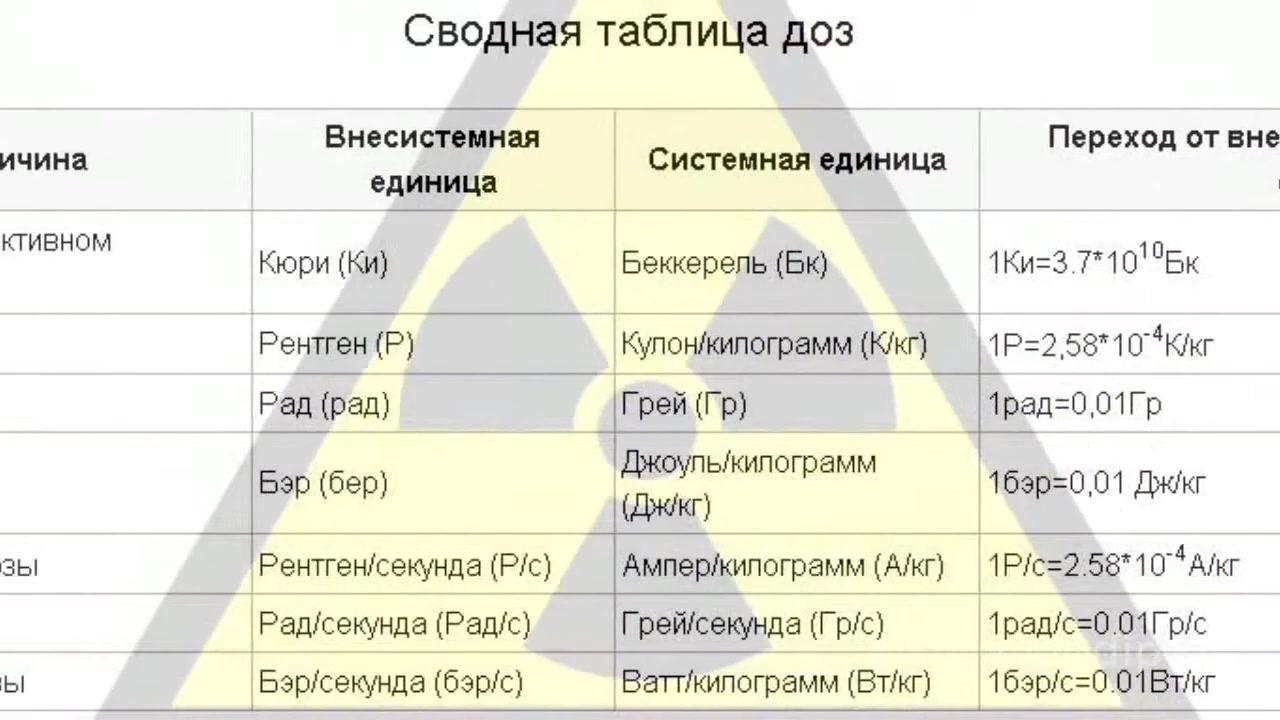 Сводная таблица доз
ичина
Внесистемная
единица
Системная единица
Переход от вне
ктивном
Кюри (Ки)
Беккерель (Бк)
1Ки=3.7*10^10Бк
Рентген (Р)
Кулон/килограмм (К/кг)
1Р=2,58*10^-4К/кг
Рад (рад)
Грей (Гр)
1рад=0,01Гр
Бэр (бер)
Джоуль/килограмм
(Дж/кг)
1бэр=0,01 Дж/кг
зы
Рентген/секунда (Р/с)
Ампер/килограмм (А/кг)
1Р/с=2.58*10^-4А/кг
Рад/секунда (Рад/с)
Грей/секунда (Гр/с)
1рад/с=0.01Гр/с
зы
Бэр/секунда (бэр/с)
Ватт/килограмм (Вт/кг)
1бэр/с=0.01Вт/кг